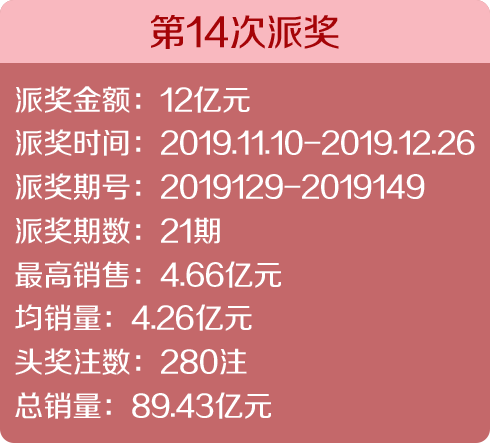 第14次派奖
派奖金额：12亿元
派奖时间：2019.11.10-2019.12.26
派奖期号：2019129-2019149
派奖期数：21期
最高销售：4.66亿元
均销量：4.26亿元
头奖注数：280注
总销量：89.43亿元